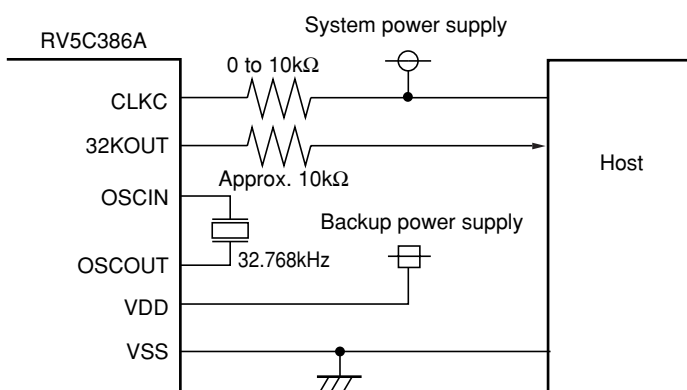 System power supply
RV5C386A
0 to 10kΩ
CLKC
32KOUT
Host
Approx. 10kΩ
OSCIN
Backup power supply
OSCOUT
32.768kHz
VDD
VSS